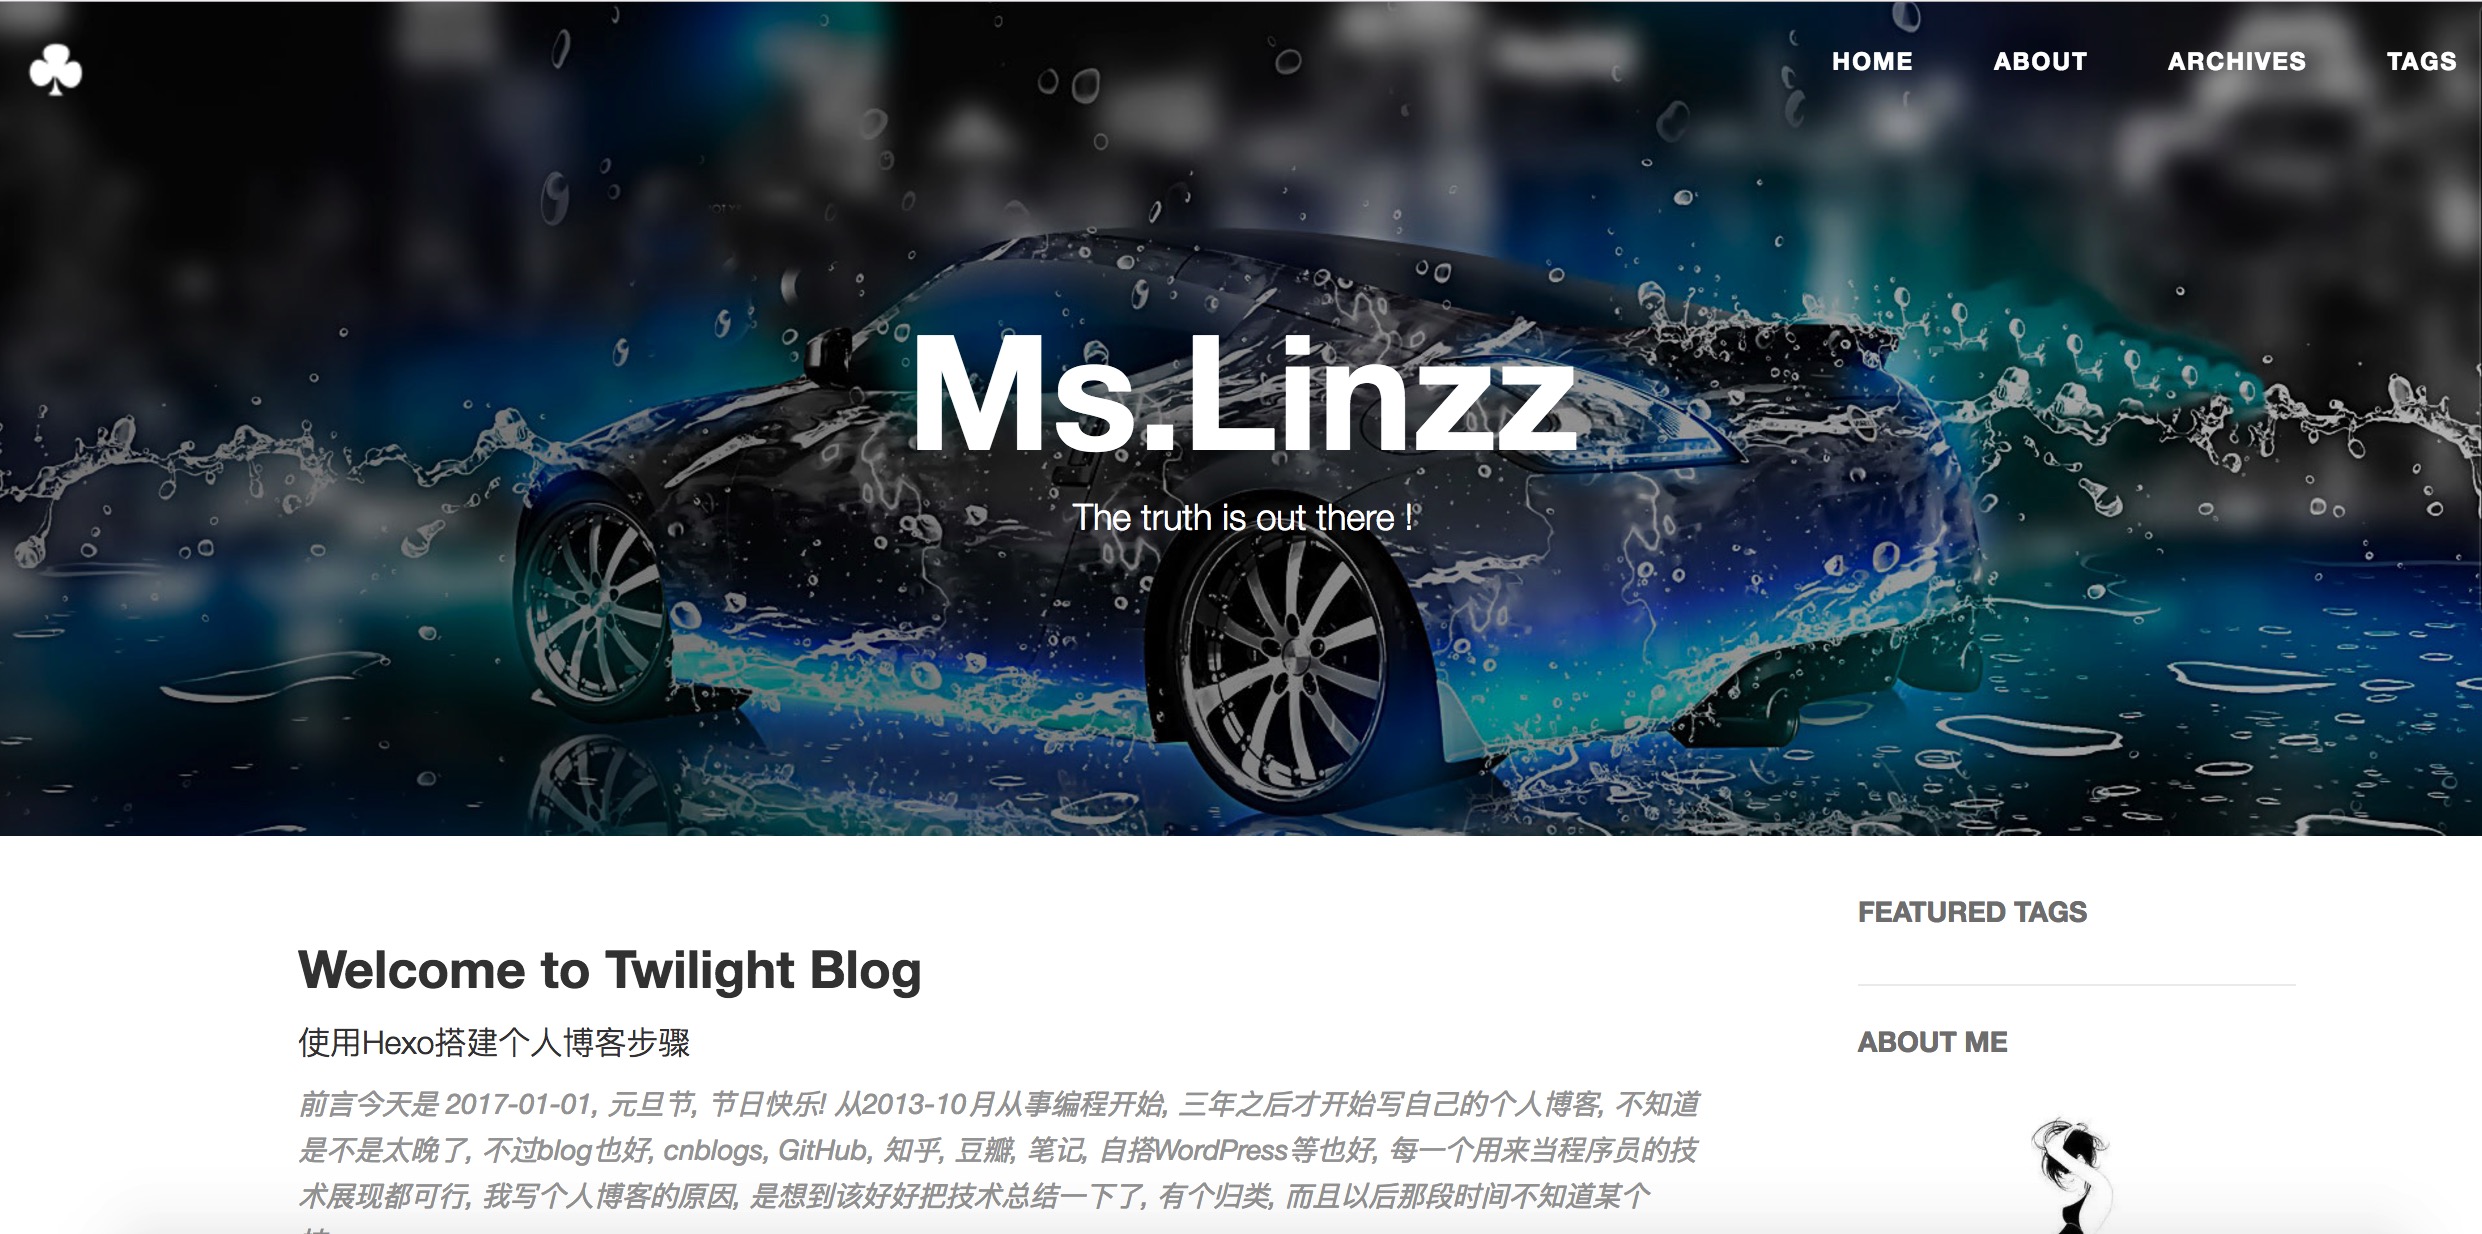 HOME ABOUT ARCHIVES TAGS
Ms.Linzz
The truth is out there !
Welcome to Twilight Blog
使用Hexo搭建个人博客步骤
前言今天是 2017-01-01, 元旦节, 节日快乐! 从2013-10月从事编程开始, 三年之后才开始写自己的个人博客, 不知道
是不是太晚了, 不过blog也好, cnblogs, GitHub, 知乎, 豆瓣, 笔记, 自搭WordPress等也好, 每一个用来当程序员的技
术展现都可行, 我写个人博客的原因, 是想到该好好把技术总结一下了, 有个归类, 而且以后那段时间不知道某个
FEATURED TAGS
ABOUT ME